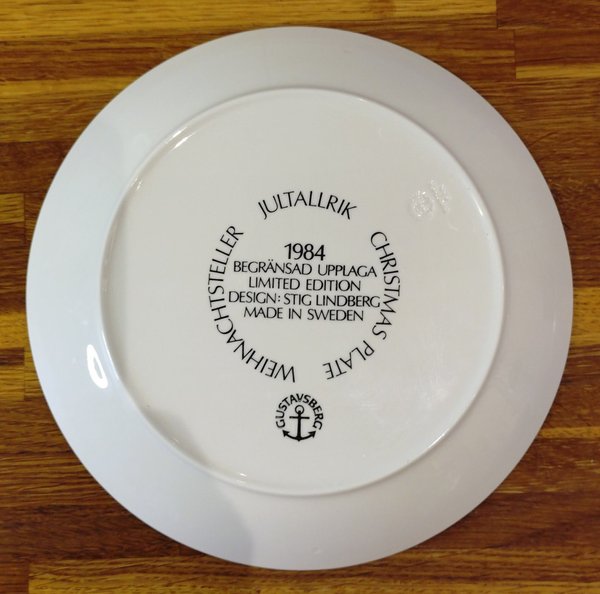 JULTALLRIK
CHRISTMAS PLATE
WEIHNACHTSTELLER
1984
BEGRÄNSAD UPPLAGA
LIMITED EDITION
DESIGN: STIG LINDBERG
MADE IN SWEDEN
GUSTAVSBERG